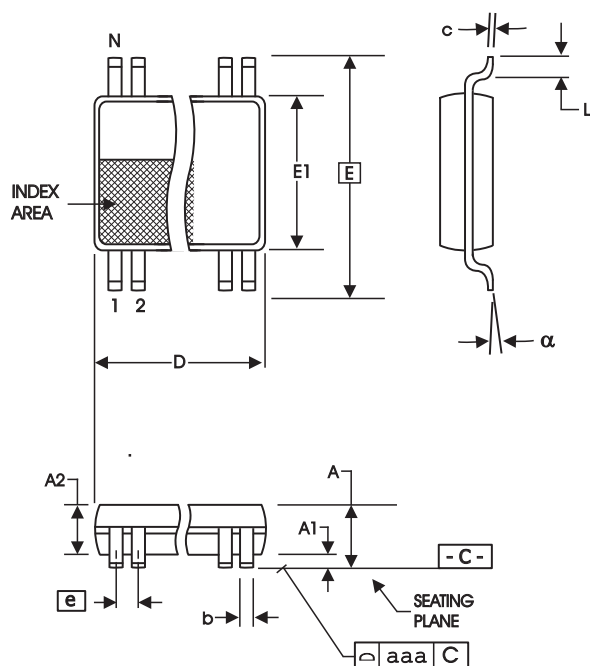 N
c
L
E1
E
INDEX
AREA
1 2
α
D
A2
A
A1
- C -
e
b
SEATING
PLANE
aaa C